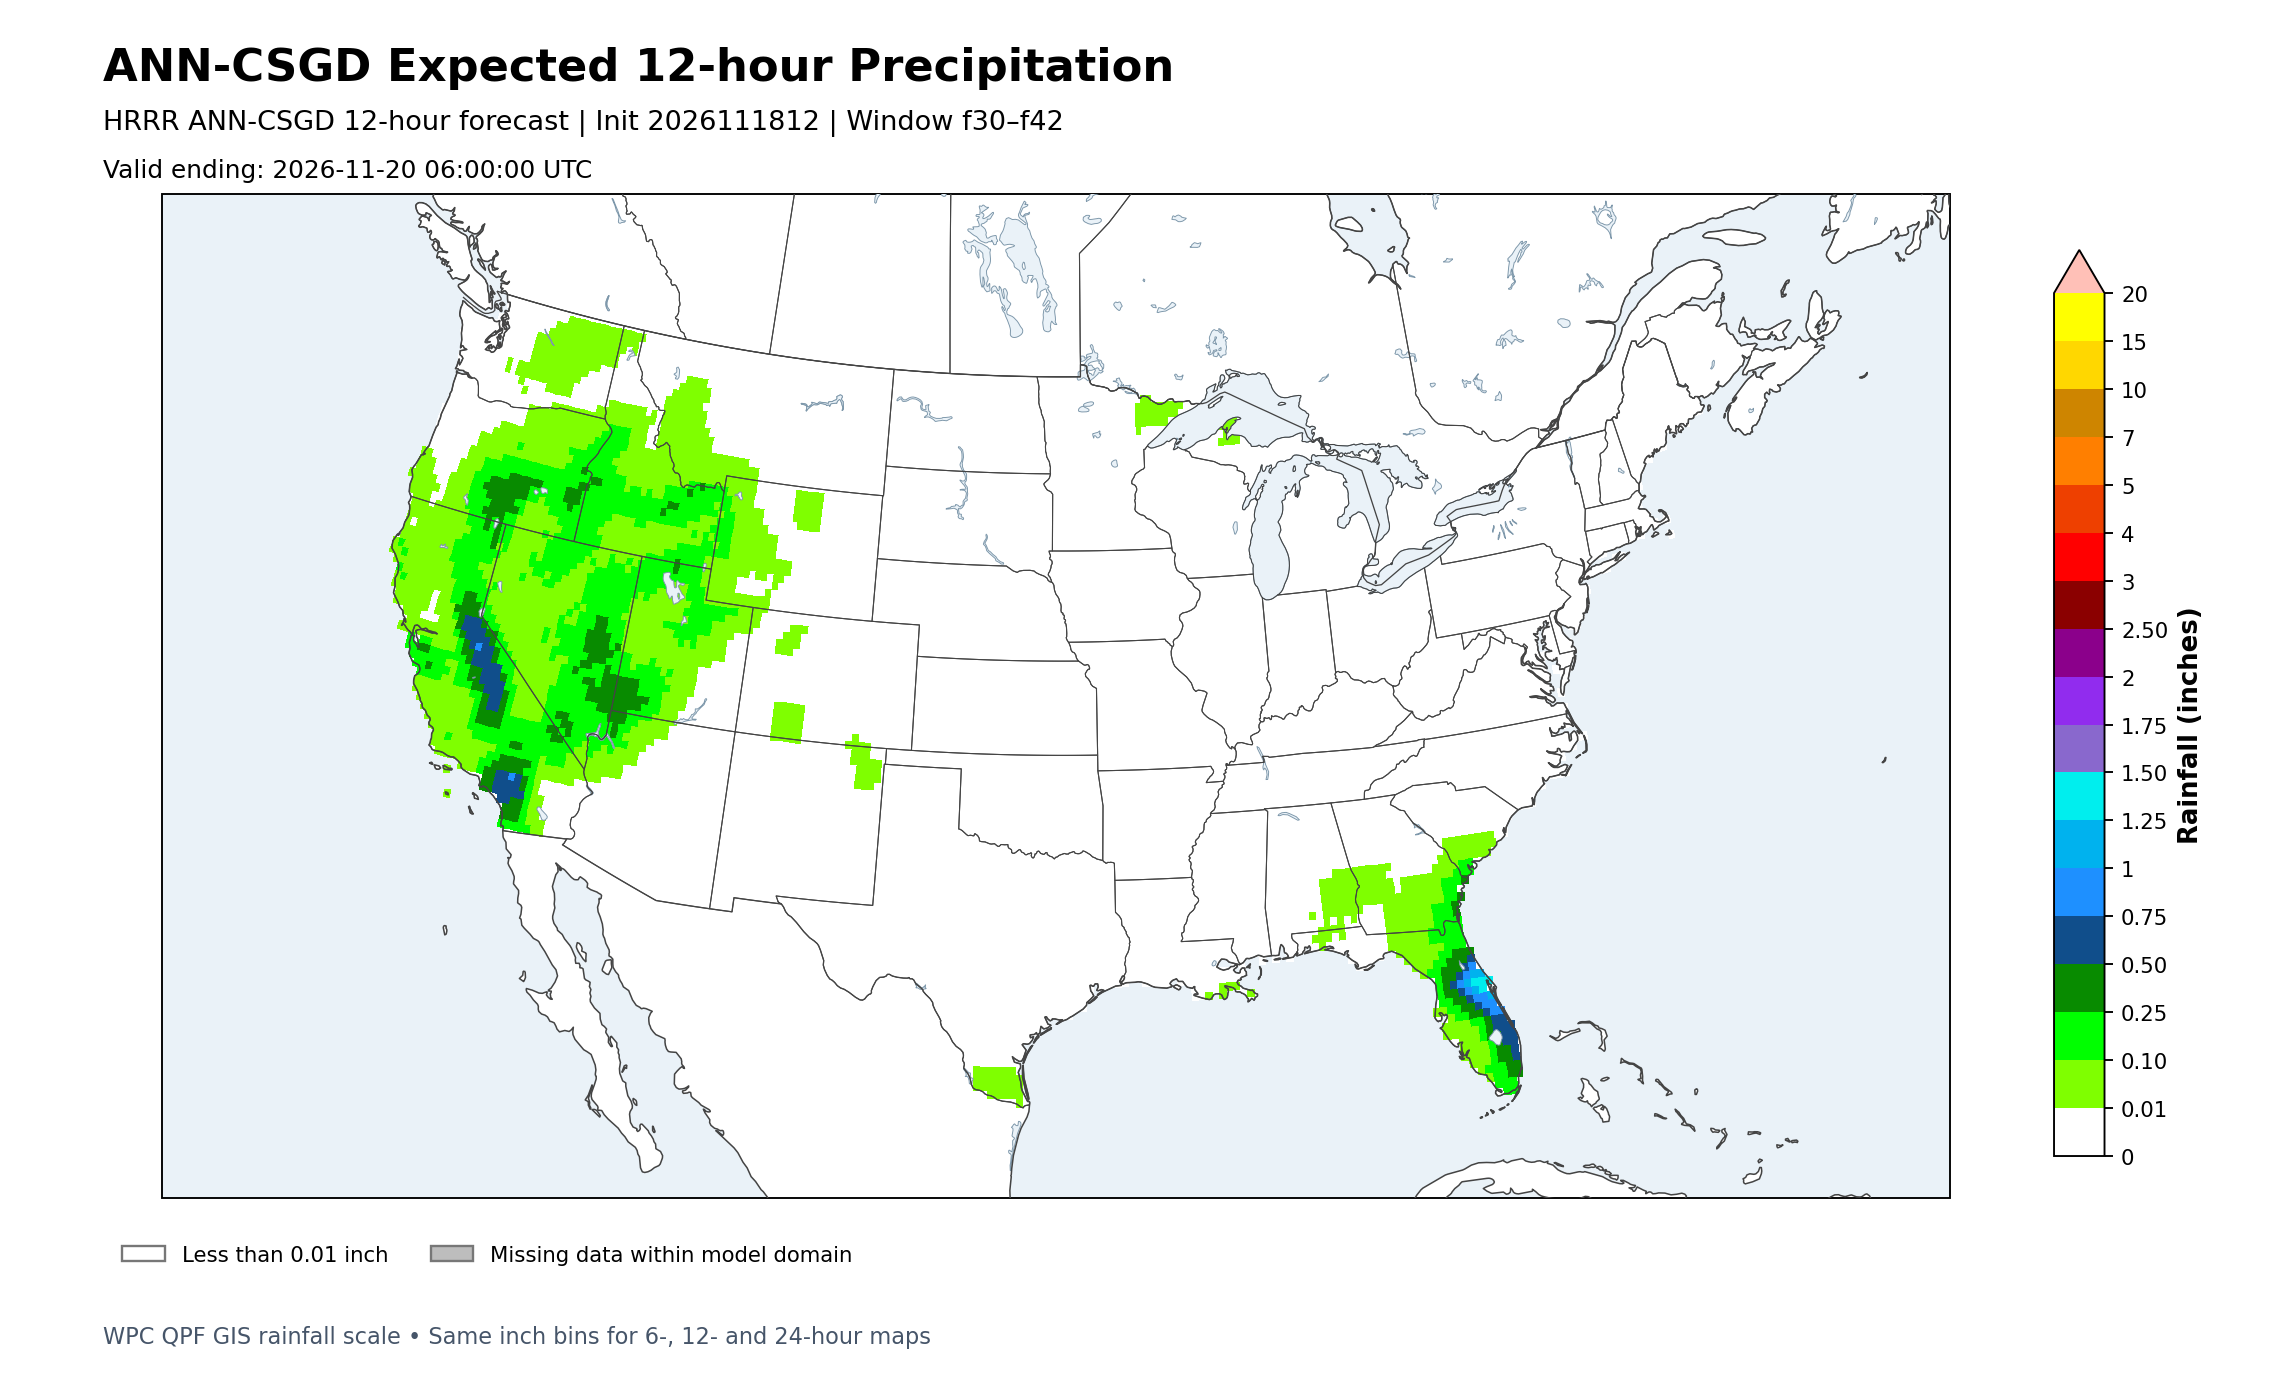 ANN-CSGD Expected 12-hour Precipitation
HRRR ANN-CSGD 12-hour forecast | Init 2026111812 | Window f30–f42
Valid ending: 2026-11-20 06:00:00 UTC
20
15
10
7
5
4
3
2.50
2
1.75
1.50
1.25
1
0.75
0.50
0.25
0.10
0.01
0
Rainfall (inches)
Less than 0.01 inch
Missing data within model domain
WPC QPF GIS rainfall scale • Same inch bins for 6-, 12- and 24-hour maps